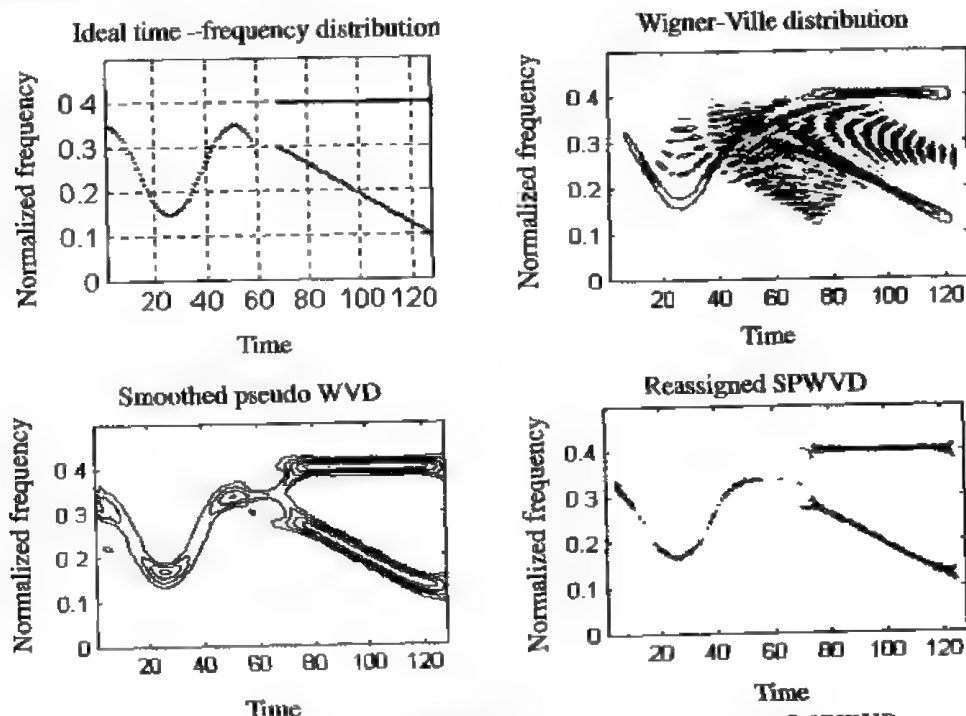 Ideal time --frequency distribution
Normalized frequency
0 4
0.3
0.2
0.1
0
20 40 60 80 100 120
Time
Wigner-Ville distribution
Normalized frequency
0 4
0.3
0.2
0 1
0
20 40 60 80 100 120
Time
Smoothed pseudo WVD
Normalized frequency
0 4
0 3
0.2
0.1
0
20 40 60 80 100 120
Time
Reassigned SPWVD
Normalized frequency
0.4
0.3
0.2
0.1
0
20 40 60 80 100 120
Time